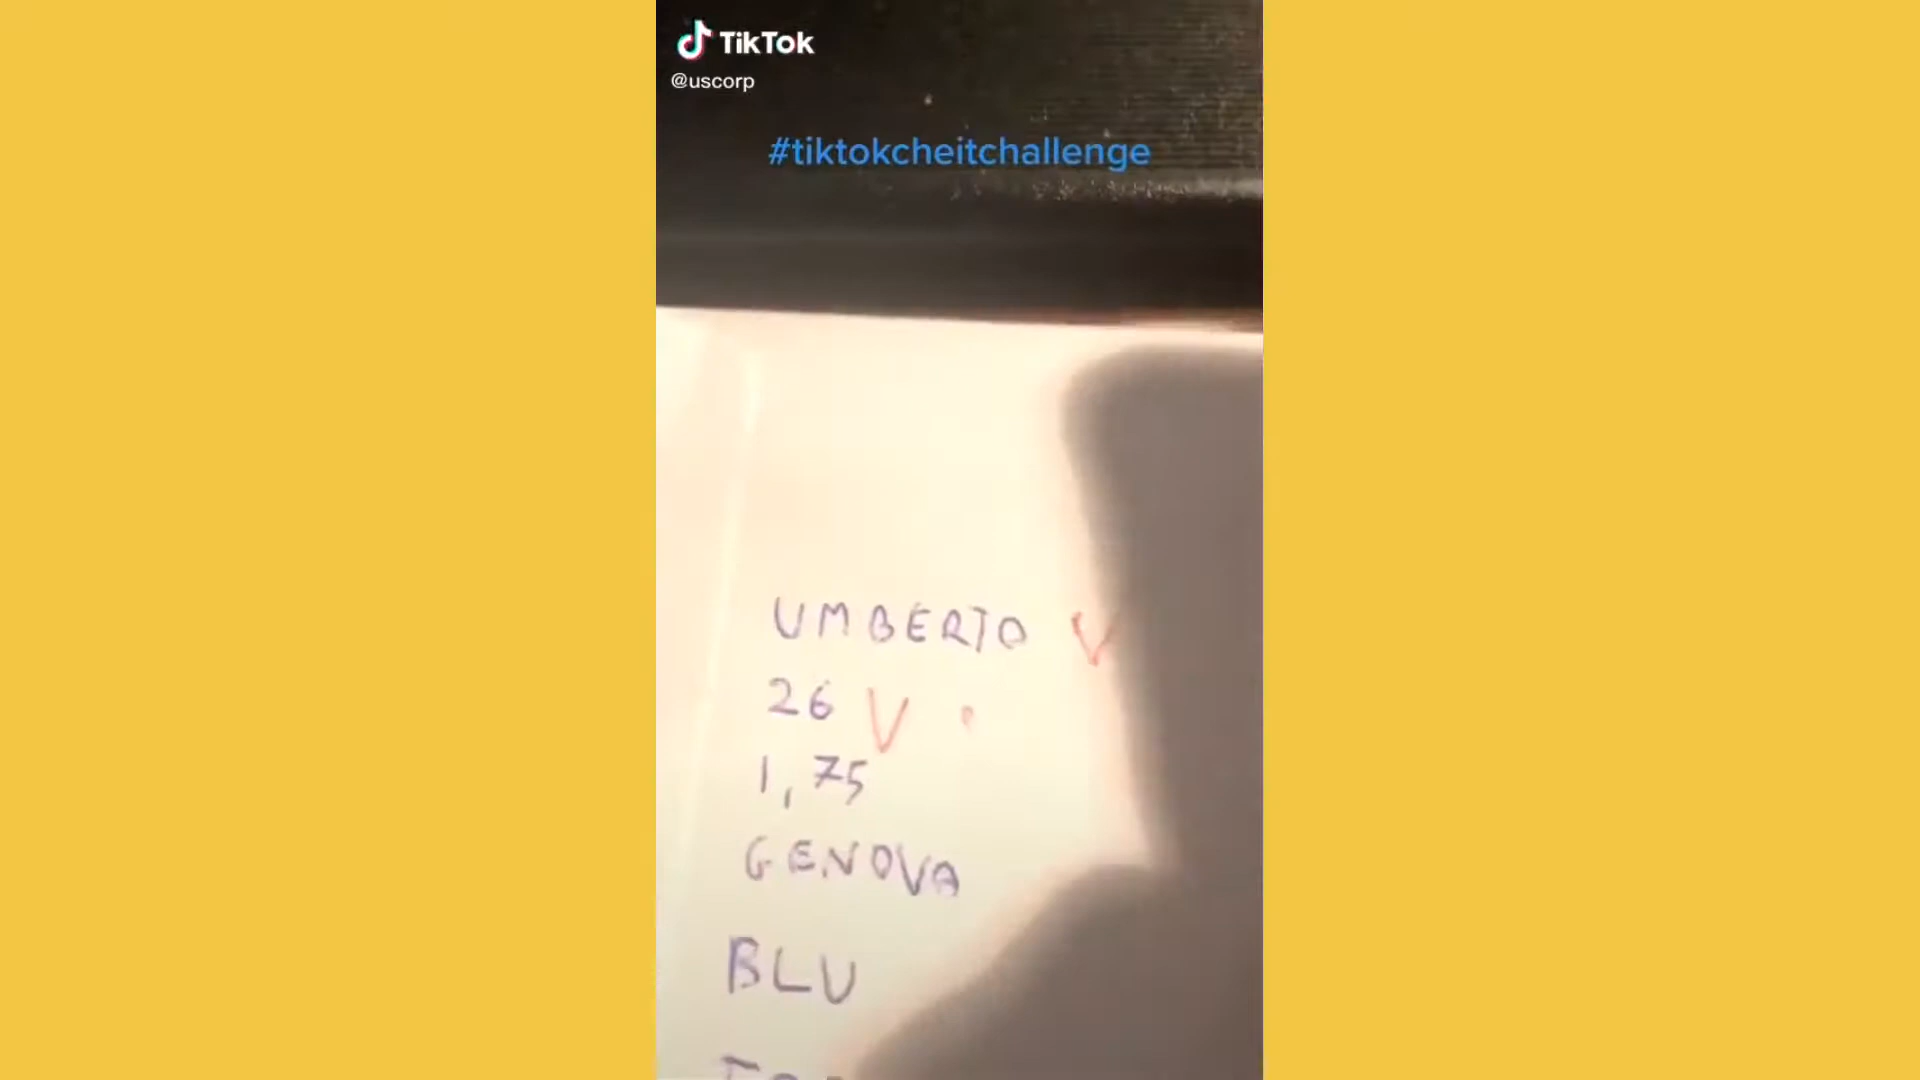 TikTok
@uscorp
#tiktokcheitchallenge
UMBERTO V
26 V
1,75
GENOVA
BLU